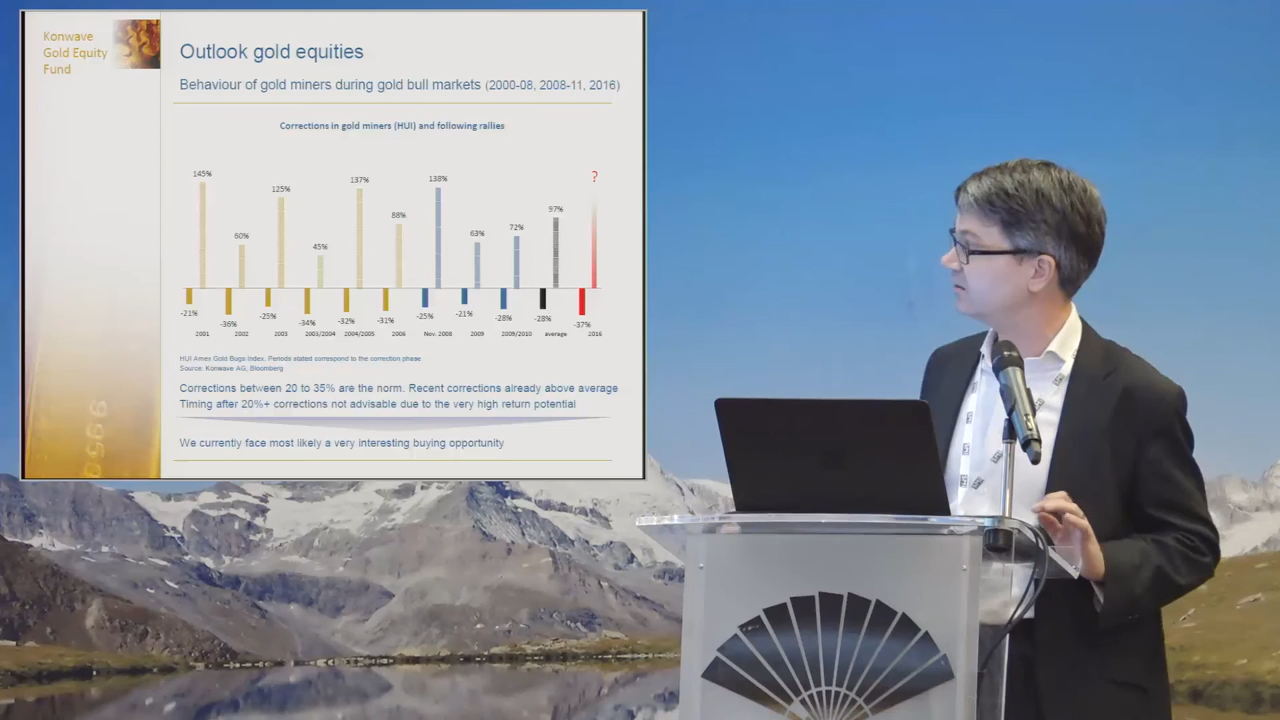 Konwave
Gold Equity
Fund
Outlook gold equities
Behaviour of gold miners during gold bull markets (2000-08, 2008-11, 2016)
Corrections in gold miners (HUI) and following rallies
145% 60% 125% 45% 137% 88% 138% 63% 72% 97% ?
-21% -36% -25% -34% -32% -31% -25% -21% -28% -28% -37%
2001 2002 2003 2003/2004 2004/2005 2006 Nov. 2008 2009 2009/2010 average 2016
HUI Amex Gold Bugs Index. Periods stated correspond to the correction phase
Source: Konwave AG, Bloomberg
Corrections between 20 to 35% are the norm. Recent corrections already above average
Timing after 20%+ corrections not advisable due to the very high return potential
We currently face most likely a very interesting buying opportunity